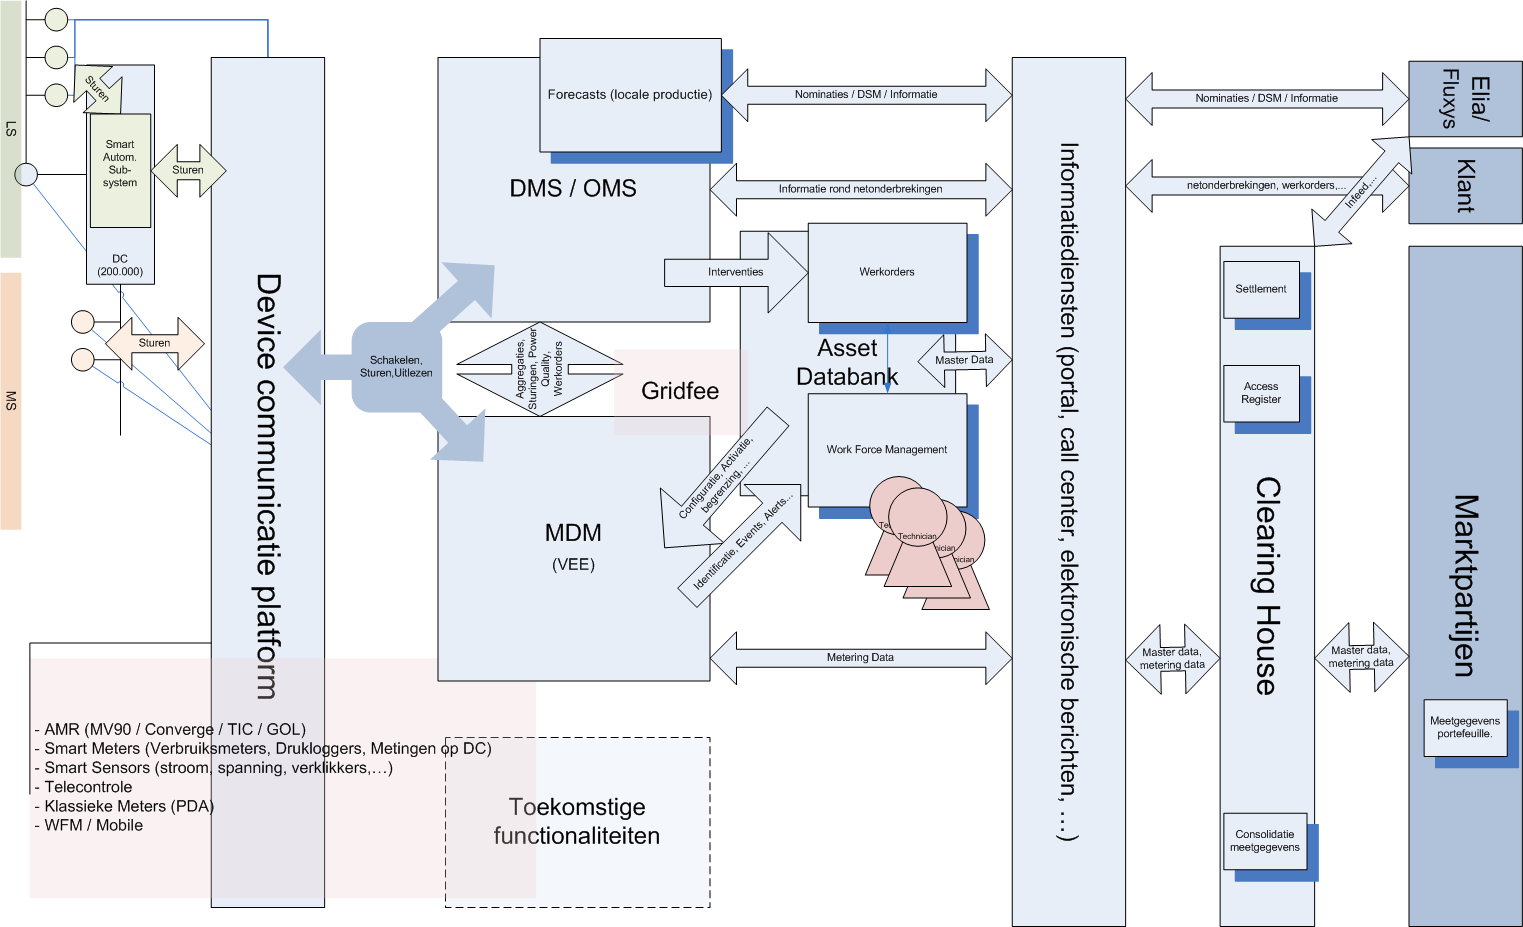 LS
MS
Sturen
Smart
Autom.
Sub-
system
Sturen
DC
(200.000)
Sturen
Device communicatie platform
- AMR (MV90 / Converge / TIC / GOL)
- Smart Meters (Verbruiksmeters, Drukloggers, Metingen op DC)
- Smart Sensors (stroom, spanning, verklikkers,…)
- Telecontrole
- Klassieke Meters (PDA)
- WFM / Mobile
Schakelen,
Sturen,Uitlezen
Forecasts (locale productie)
DMS / OMS
Aggregaties,
Sturingen, Power
Quality,
Werkorders
Gridfee
MDM
(VEE)
Toekomstige
functionaliteiten
Nominaties / DSM / Informatie
Informatie rond netonderbrekingen
Interventies
Werkorders
Asset
Databank
Master Data
Work Force Management
Configuratie, Activatie,
begrenzing, ...
Identificatie, Events, Alerts...
Te
Technician
nician
nician
Metering Data
Informatiediensten (portal, call center, elektronische berichten, …)
Nominaties / DSM / Informatie
netonderbrekingen, werkorders,...
Infeed,...
Elia/
Fluxys
Klant
Settlement
Access
Register
Clearing House
Master data,
metering data
Master data,
metering data
Consolidatie
meetgegevens
Marktpartijen
Meetgegevens
portefeuille.